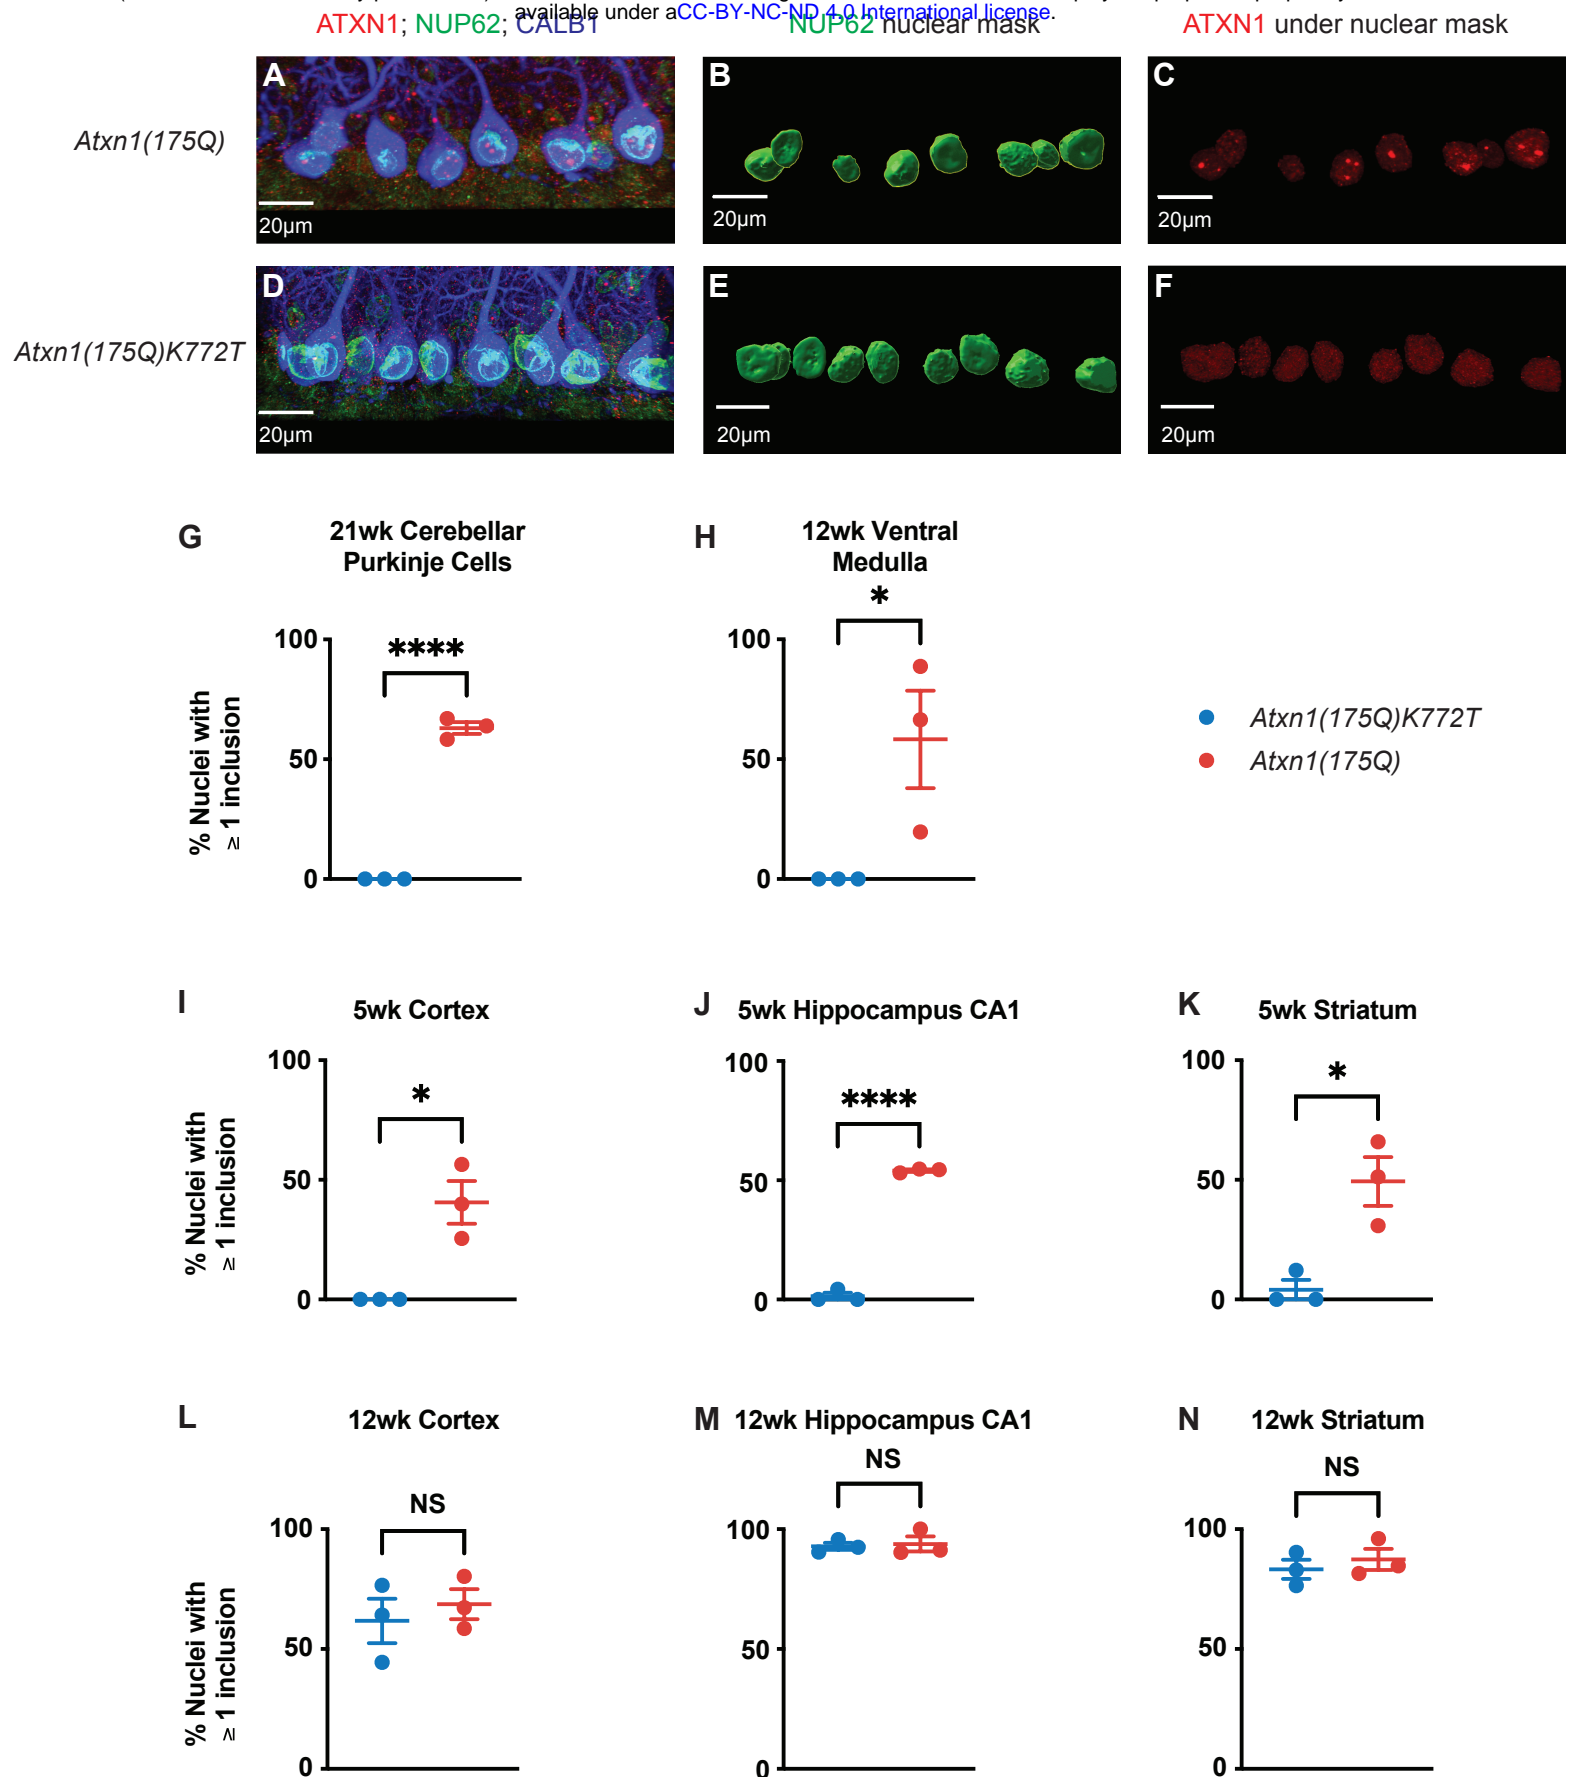 available under aCC-BY-NC-ND 4.0 International license.
ATXN1; NUP62; CALB1
NUP62 nuclear mask
ATXN1 under nuclear mask
Atxn1(175Q)
A
20µm
B
20µm
C
20µm
Atxn1(175Q)K772T
D
20µm
E
20µm
F
20µm
G
21wk Cerebellar
Purkinje Cells
****
100
50
0
% Nuclei with
≥ 1 inclusion
H
12wk Ventral
Medulla
*
100
50
0
Atxn1(175Q)K772T
Atxn1(175Q)
I
5wk Cortex
*
100
50
0
% Nuclei with
≥ 1 inclusion
J
5wk Hippocampus CA1
****
100
50
0
K
5wk Striatum
*
100
50
0
L
12wk Cortex
NS
100
50
0
% Nuclei with
≥ 1 inclusion
M
12wk Hippocampus CA1
NS
100
50
0
N
12wk Striatum
NS
100
50
0